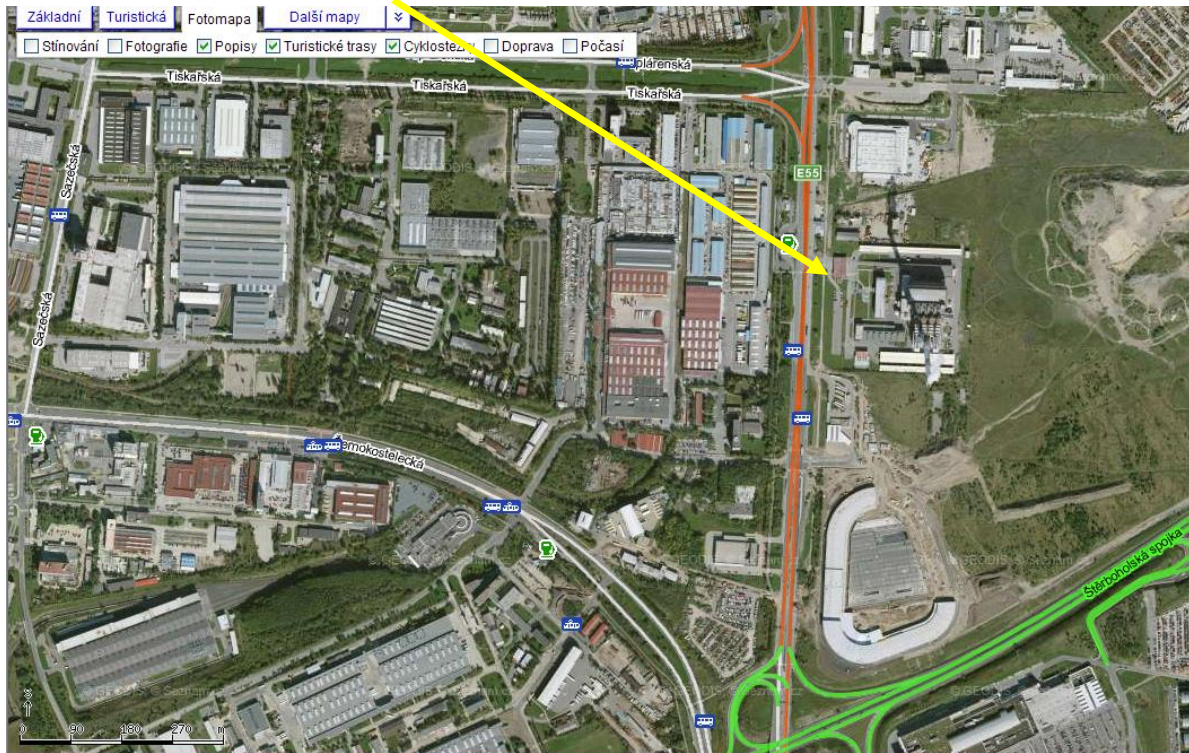 Základní Turistická Fotomapa Další mapy
Stínování Fotografie Popisy Turistické trasy Cyklostezky Doprava Počasí
plárenská
Tiskařská
Tiskařská
Sazečská
E55
Sazečská
Černokostelecká
Štěrboholská spojka
S
0 90 180 270 m